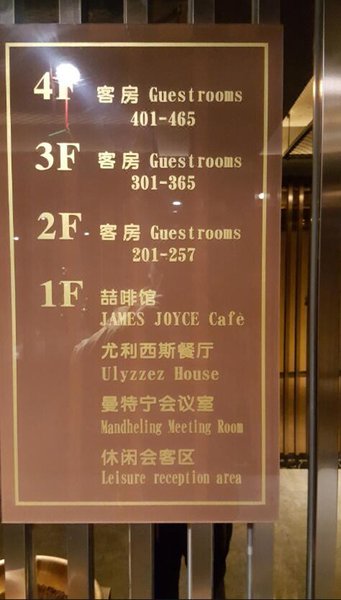 4F 客房 Guestrooms
401-465
3F 客房 Guestrooms
301-365
2F 客房 Guestrooms
201-257
1F 喆啡馆
JAMES JOYCE Cafè
尤利西斯餐厅
Ulyzzez House
曼特宁会议室
Mandheling Meeting Room
休闲会客区
Leisure reception area